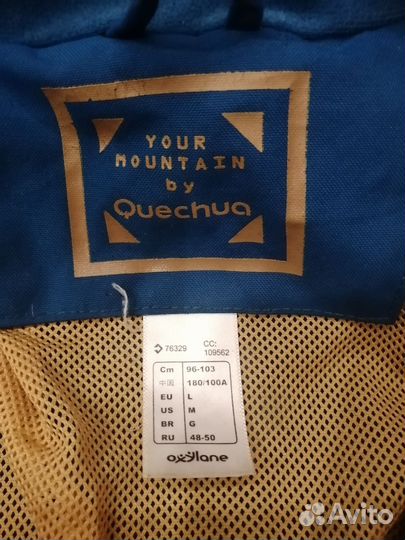 YOUR
MOUNTAIN
by
Quechua
76329 CC: 109562
Cm 96-103
中国 180/100A
EU L
US M
BR G
RU 48-50
oxylane
Avito